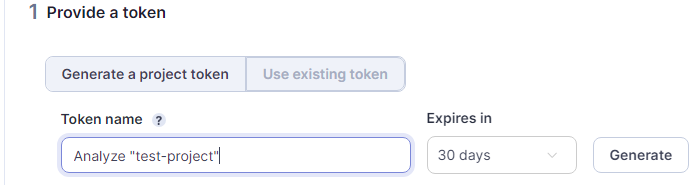 1 Provide a token
Generate a project token Use existing token
Token name ? Expires in
Analyze "test-project" 30 days Generate